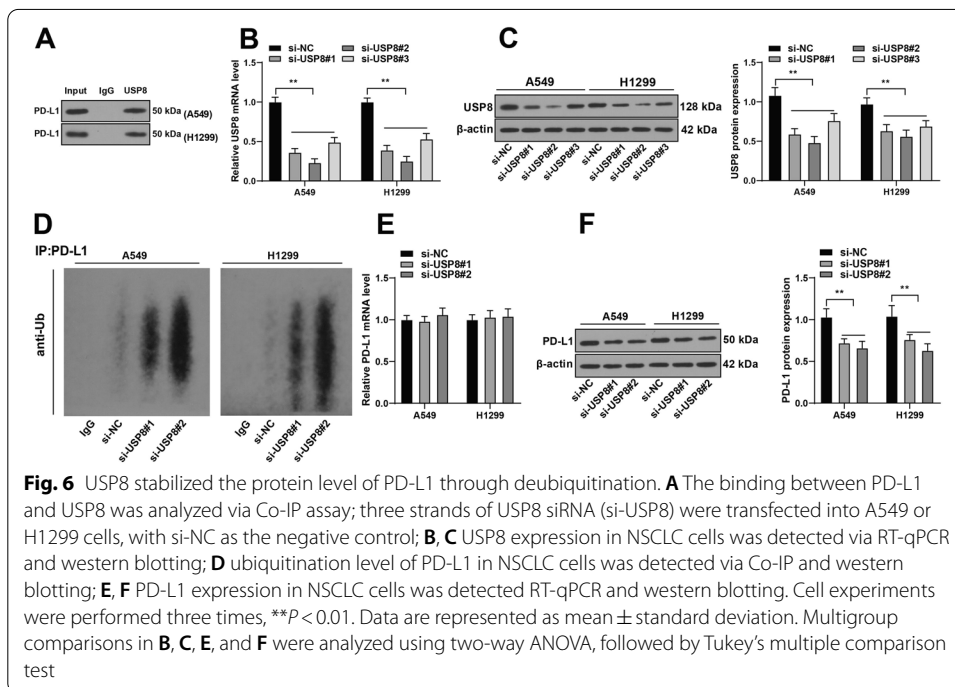 A
Input IgG USP8
PD-L1 50 kDa (A549)
PD-L1 50 kDa (H1299)
B
si-NC si-USP8#2
si-USP8#1 si-USP8#3
Relative USP8 mRNA level
1.5
1.0
0.5
0.0
** **
A549 H1299
C
A549 H1299
USP8 128 kDa
β-actin 42 kDa
si-NC si-USP8#1 si-USP8#2 si-USP8#3 si-NC si-USP8#1 si-USP8#2 si-USP8#3
si-NC si-USP8#2
si-USP8#1 si-USP8#3
USP8 protein expression
1.5
1.0
0.5
0.0
** **
A549 H1299
D
IP:PD-L1
A549 H1299
anti-Ub
IgG si-NC si-USP8#1 si-USP8#2 IgG si-NC si-USP8#1 si-USP8#2
E
si-NC
si-USP8#1
si-USP8#2
Relative PD-L1 mRNA level
1.5
1.0
0.5
0.0
A549 H1299
F
A549 H1299
PD-L1 50 kDa
β-actin 42 kDa
si-NC si-USP8#1 si-USP8#2 si-NC si-USP8#1 si-USP8#2
si-NC
si-USP8#1
si-USP8#2
PD-L1 protein expression
1.5
1.0
0.5
0.0
** **
A549 H1299
Fig. 6 USP8 stabilized the protein level of PD-L1 through deubiquitination. A The binding between PD-L1
and USP8 was analyzed via Co-IP assay; three strands of USP8 siRNA (si-USP8) were transfected into A549 or
H1299 cells, with si-NC as the negative control; B, C USP8 expression in NSCLC cells was detected via RT-qPCR
and western blotting; D ubiquitination level of PD-L1 in NSCLC cells was detected via Co-IP and western
blotting; E, F PD-L1 expression in NSCLC cells was detected RT-qPCR and western blotting. Cell experiments
were performed three times, **P < 0.01. Data are represented as mean ± standard deviation. Multigroup
comparisons in B, C, E, and F were analyzed using two-way ANOVA, followed by Tukey's multiple comparison
test